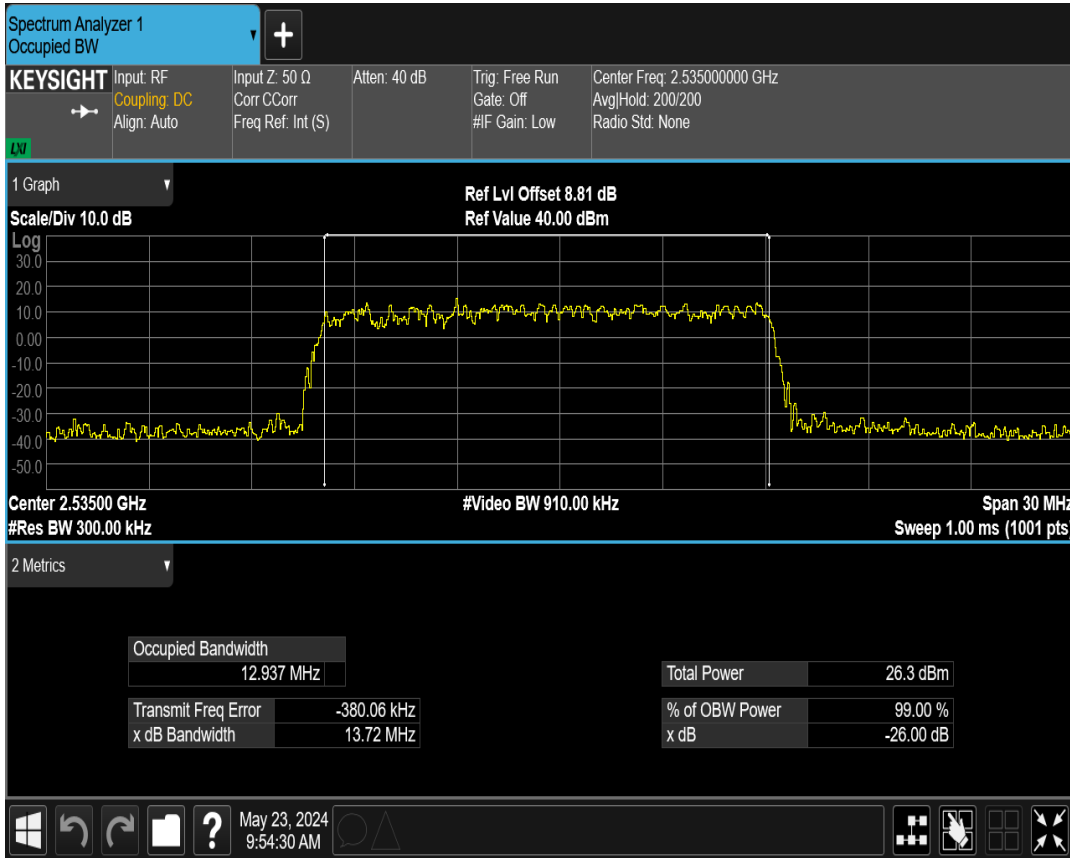 Spectrum Analyzer 1
Occupied BW
KEYSIGHT
LXI
Input: RF
Coupling: DC
Align: Auto
Input Z: 50 Ω
Corr CCorr
Freq Ref: Int (S)
Atten: 40 dB
Trig: Free Run
Gate: Off
#IF Gain: Low
Center Freq: 2.535000000 GHz
Avg|Hold: 200/200
Radio Std: None
1 Graph
Scale/Div 10.0 dB
Ref Lvl Offset 8.81 dB
Ref Value 40.00 dBm
Log
30.0
20.0
10.0
0.00
-10.0
-20.0
-30.0
-40.0
-50.0
Center 2.53500 GHz
#Video BW 910.00 kHz
Span 30 MHz
#Res BW 300.00 kHz
Sweep 1.00 ms (1001 pts)
2 Metrics
Occupied Bandwidth
12.937 MHz
Transmit Freq Error -380.06 kHz
x dB Bandwidth 13.72 MHz
Total Power 26.3 dBm
% of OBW Power 99.00 %
x dB -26.00 dB
?
May 23, 2024
9:54:30 AM